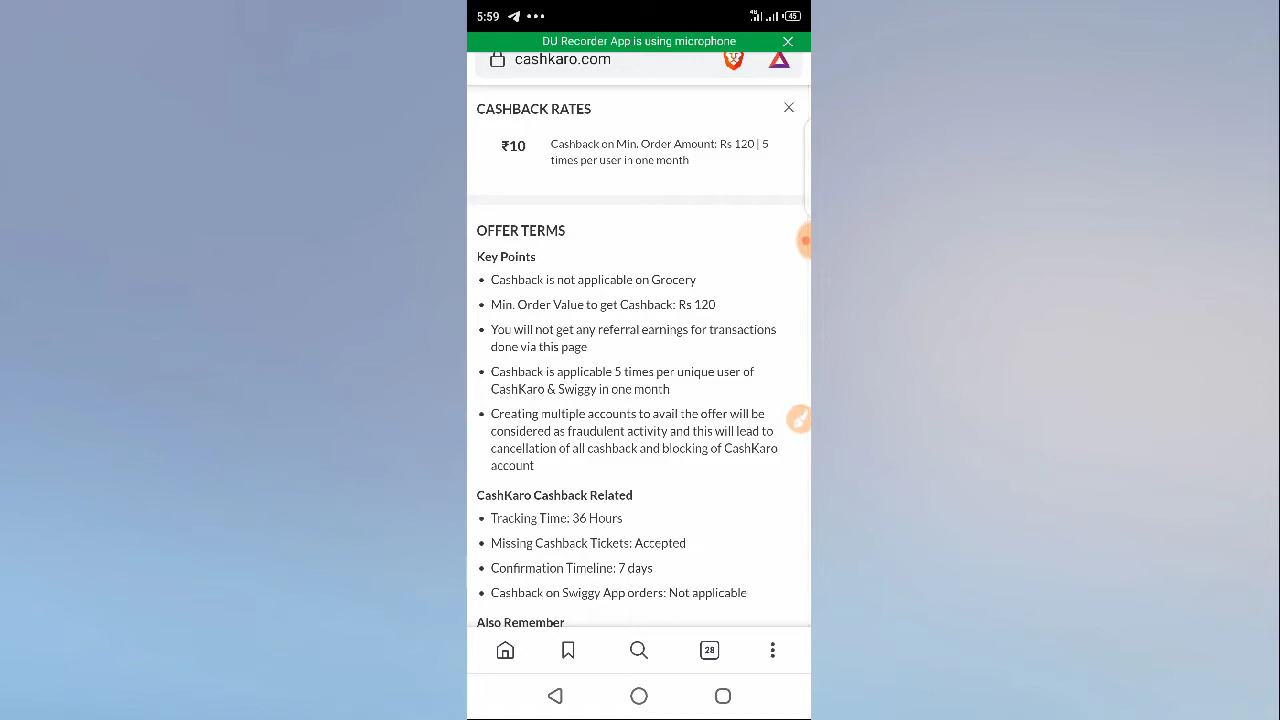 5:59
4G
45
DU Recorder App is using microphone
cashkaro.com
CASHBACK RATES
₹10
Cashback on Min. Order Amount: Rs 120 | 5
times per user in one month
OFFER TERMS
Key Points
• Cashback is not applicable on Grocery
• Min. Order Value to get Cashback: Rs 120
• You will not get any referral earnings for transactions
done via this page
• Cashback is applicable 5 times per unique user of
CashKaro & Swiggy in one month
• Creating multiple accounts to avail the offer will be
considered as fraudulent activity and this will lead to
cancellation of all cashback and blocking of CashKaro
account
CashKaro Cashback Related
• Tracking Time: 36 Hours
• Missing Cashback Tickets: Accepted
• Confirmation Timeline: 7 days
• Cashback on Swiggy App orders: Not applicable
Also Remember
28